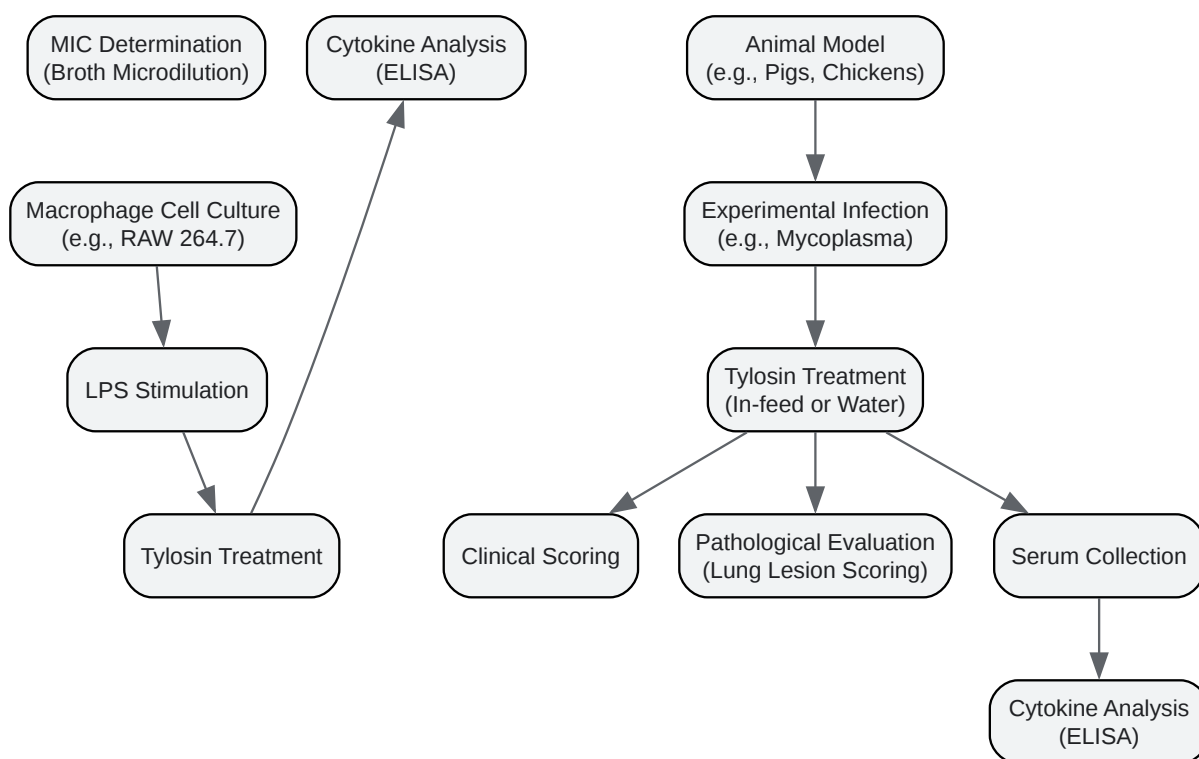 MIC Determination
(Broth Microdilution)
Cytokine Analysis
(ELISA)
Animal Model
(e.g., Pigs, Chickens)
Macrophage Cell Culture
(e.g., RAW 264.7)
Experimental Infection
(e.g., Mycoplasma)
LPS Stimulation
Tylosin Treatment
(In-feed or Water)
Tylosin Treatment
Clinical Scoring
Pathological Evaluation
(Lung Lesion Scoring)
Serum Collection
Cytokine Analysis
(ELISA)